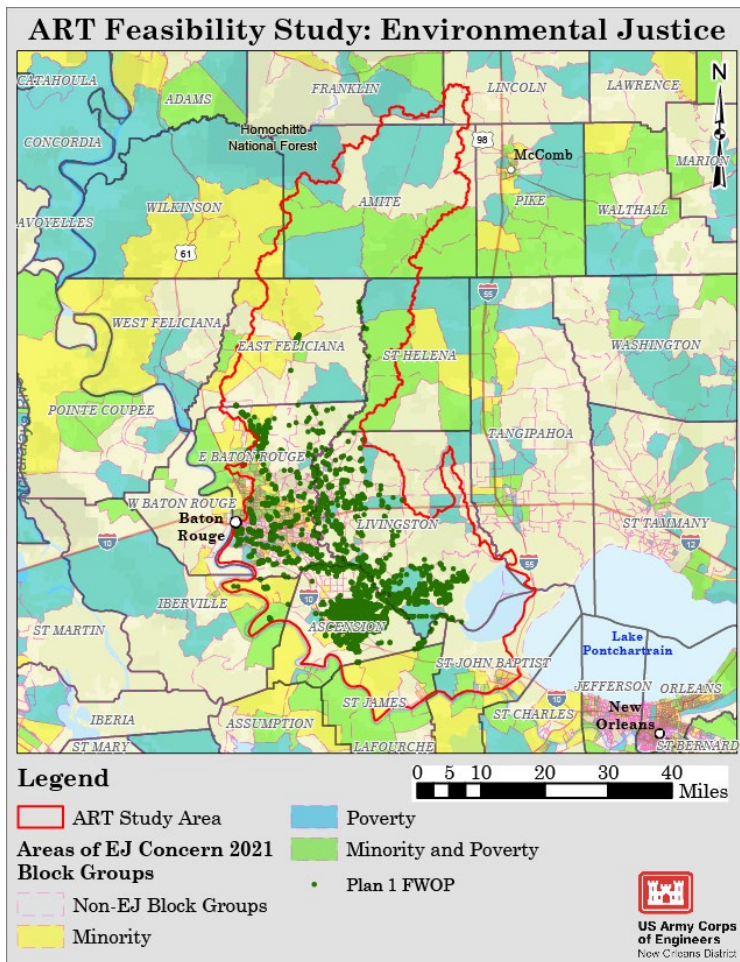 ART Feasibility Study: Environmental Justice
CATAHOULA
ADAMS
FRANKLIN
LINCOLN
LAWRENCE
N
CONCORDIA
Homochitto
National Forest
98
McComb
MARION
AVOYELLES
WILKINSON
AMITE
PIKE
WALTHALL
61
55
WEST FELICIANA
EAST FELICIANA
ST HELENA
WASHINGTON
POINTE COUPEE
TANGIPAHOA
E BATON ROUGE
W BATON ROUGE
Baton
Rouge
LIVINGSTON
ST TAMMANY
10
12
55
IBERVILLE
10
ST MARTIN
ASCENSION
Lake
Pontchartrain
ST JOHN BAPTIST
JEFFERSON
ORLEANS
ST JAMES
10
New
Orleans
IBERIA
ASSUMPTION
ST CHARLES
ST MARY
LAFOURCHE
ST BERNARD
Legend
0 5 10 20 30 40
Miles
ART Study Area
Areas of EJ Concern 2021
Block Groups
Non-EJ Block Groups
Minority
Poverty
Minority and Poverty
Plan 1 FWOP
US Army Corps
of Engineers
New Orleans District